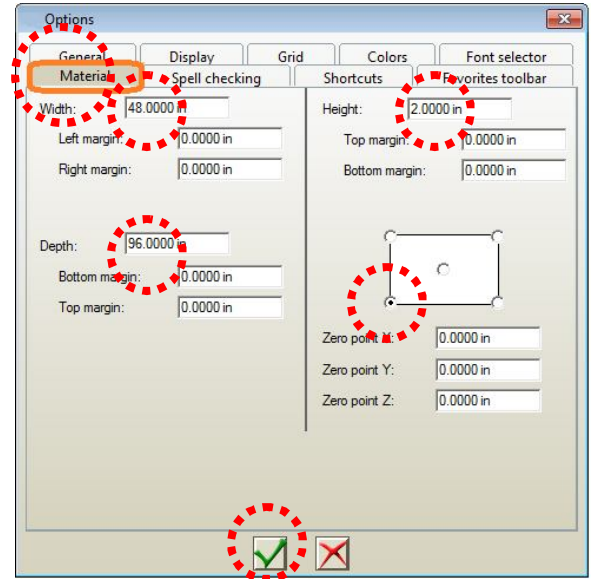 Options
General Display Grid Colors Font selector
Material Spell checking Shortcuts Favorites toolbar
Width: 48.0000 in
Left margin: 0.0000 in
Right margin: 0.0000 in
Depth: 96.0000 in
Bottom margin: 0.0000 in
Top margin: 0.0000 in
Height: 2.0000 in
Top margin: 0.0000 in
Bottom margin: 0.0000 in
Zero point X: 0.0000 in
Zero point Y: 0.0000 in
Zero point Z: 0.0000 in